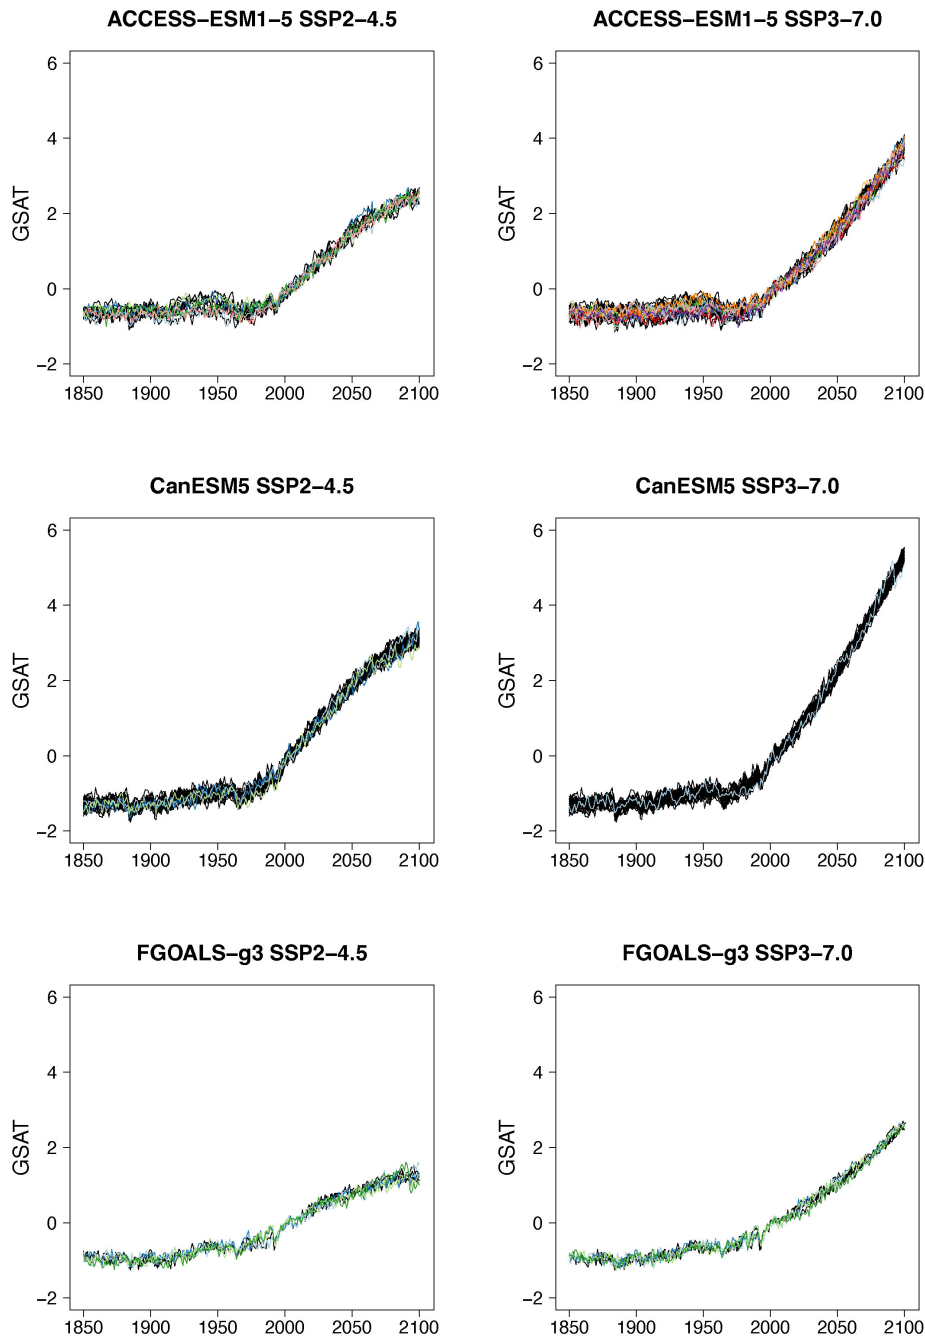 ACCESS−ESM1−5 SSP2−4.5
GSAT
6
4
2
0
−2
1850 1900 1950 2000 2050 2100
ACCESS−ESM1−5 SSP3−7.0
GSAT
6
4
2
0
−2
1850 1900 1950 2000 2050 2100
CanESM5 SSP2−4.5
GSAT
6
4
2
0
−2
1850 1900 1950 2000 2050 2100
CanESM5 SSP3−7.0
GSAT
6
4
2
0
−2
1850 1900 1950 2000 2050 2100
FGOALS−g3 SSP2−4.5
GSAT
6
4
2
0
−2
1850 1900 1950 2000 2050 2100
FGOALS−g3 SSP3−7.0
GSAT
6
4
2
0
−2
1850 1900 1950 2000 2050 2100